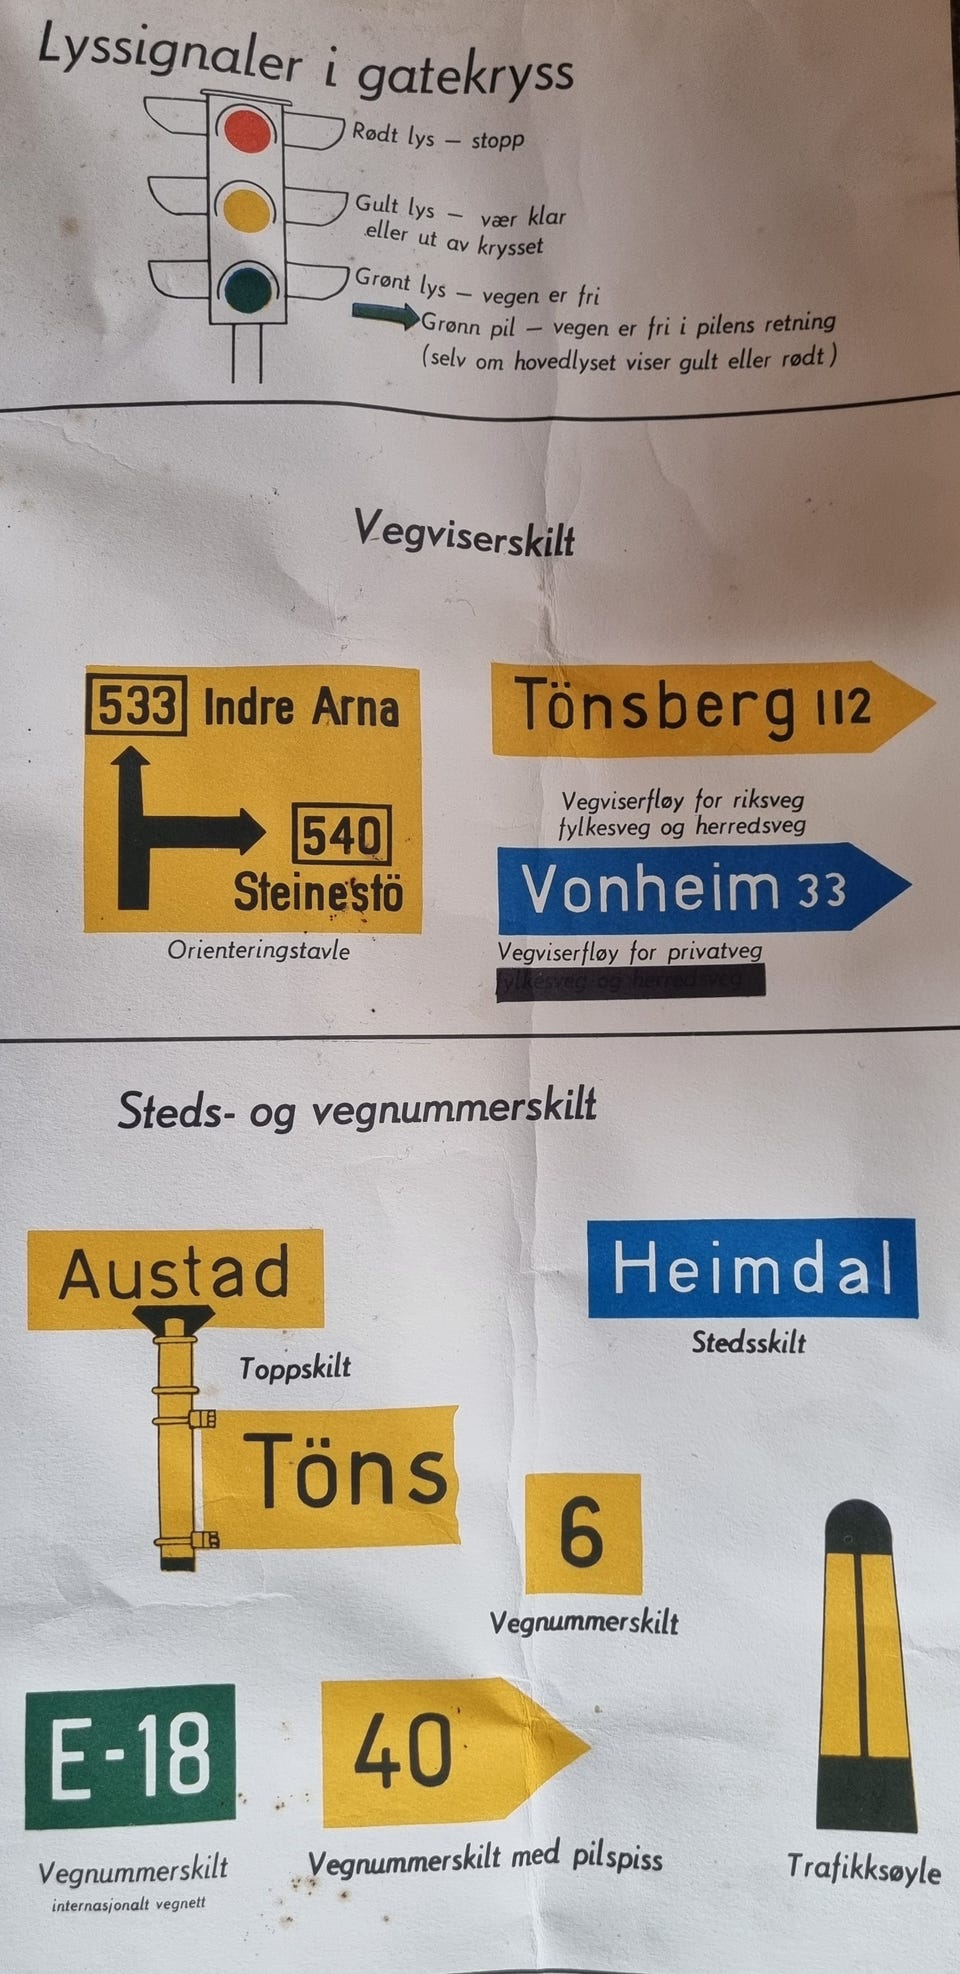 Lyssignaler i gatekryss
Rødt lys – stopp
Gult lys – vær klar
eller ut av krysset
Grønt lys – vegen er fri
Grønn pil – vegen er fri i pilens retning
(selv om hovedlyset viser gult eller rødt)
Vegviserskilt
533 Indre Arna
540
Steinestö
Orienteringstavle
Tönsberg 112
Vegviserfløy for riksveg
fylkesveg og herredsveg
Vonheim 33
Vegviserfløy for privatveg
fylkesveg og herredsveg
Steds- og vegnummerskilt
Austad
Toppskilt
Töns
Heimdal
Stedsskilt
6
Vegnummerskilt
E-18
Vegnummerskilt
internasjonalt vegnett
40
Vegnummerskilt med pilspiss
Trafikksøyle